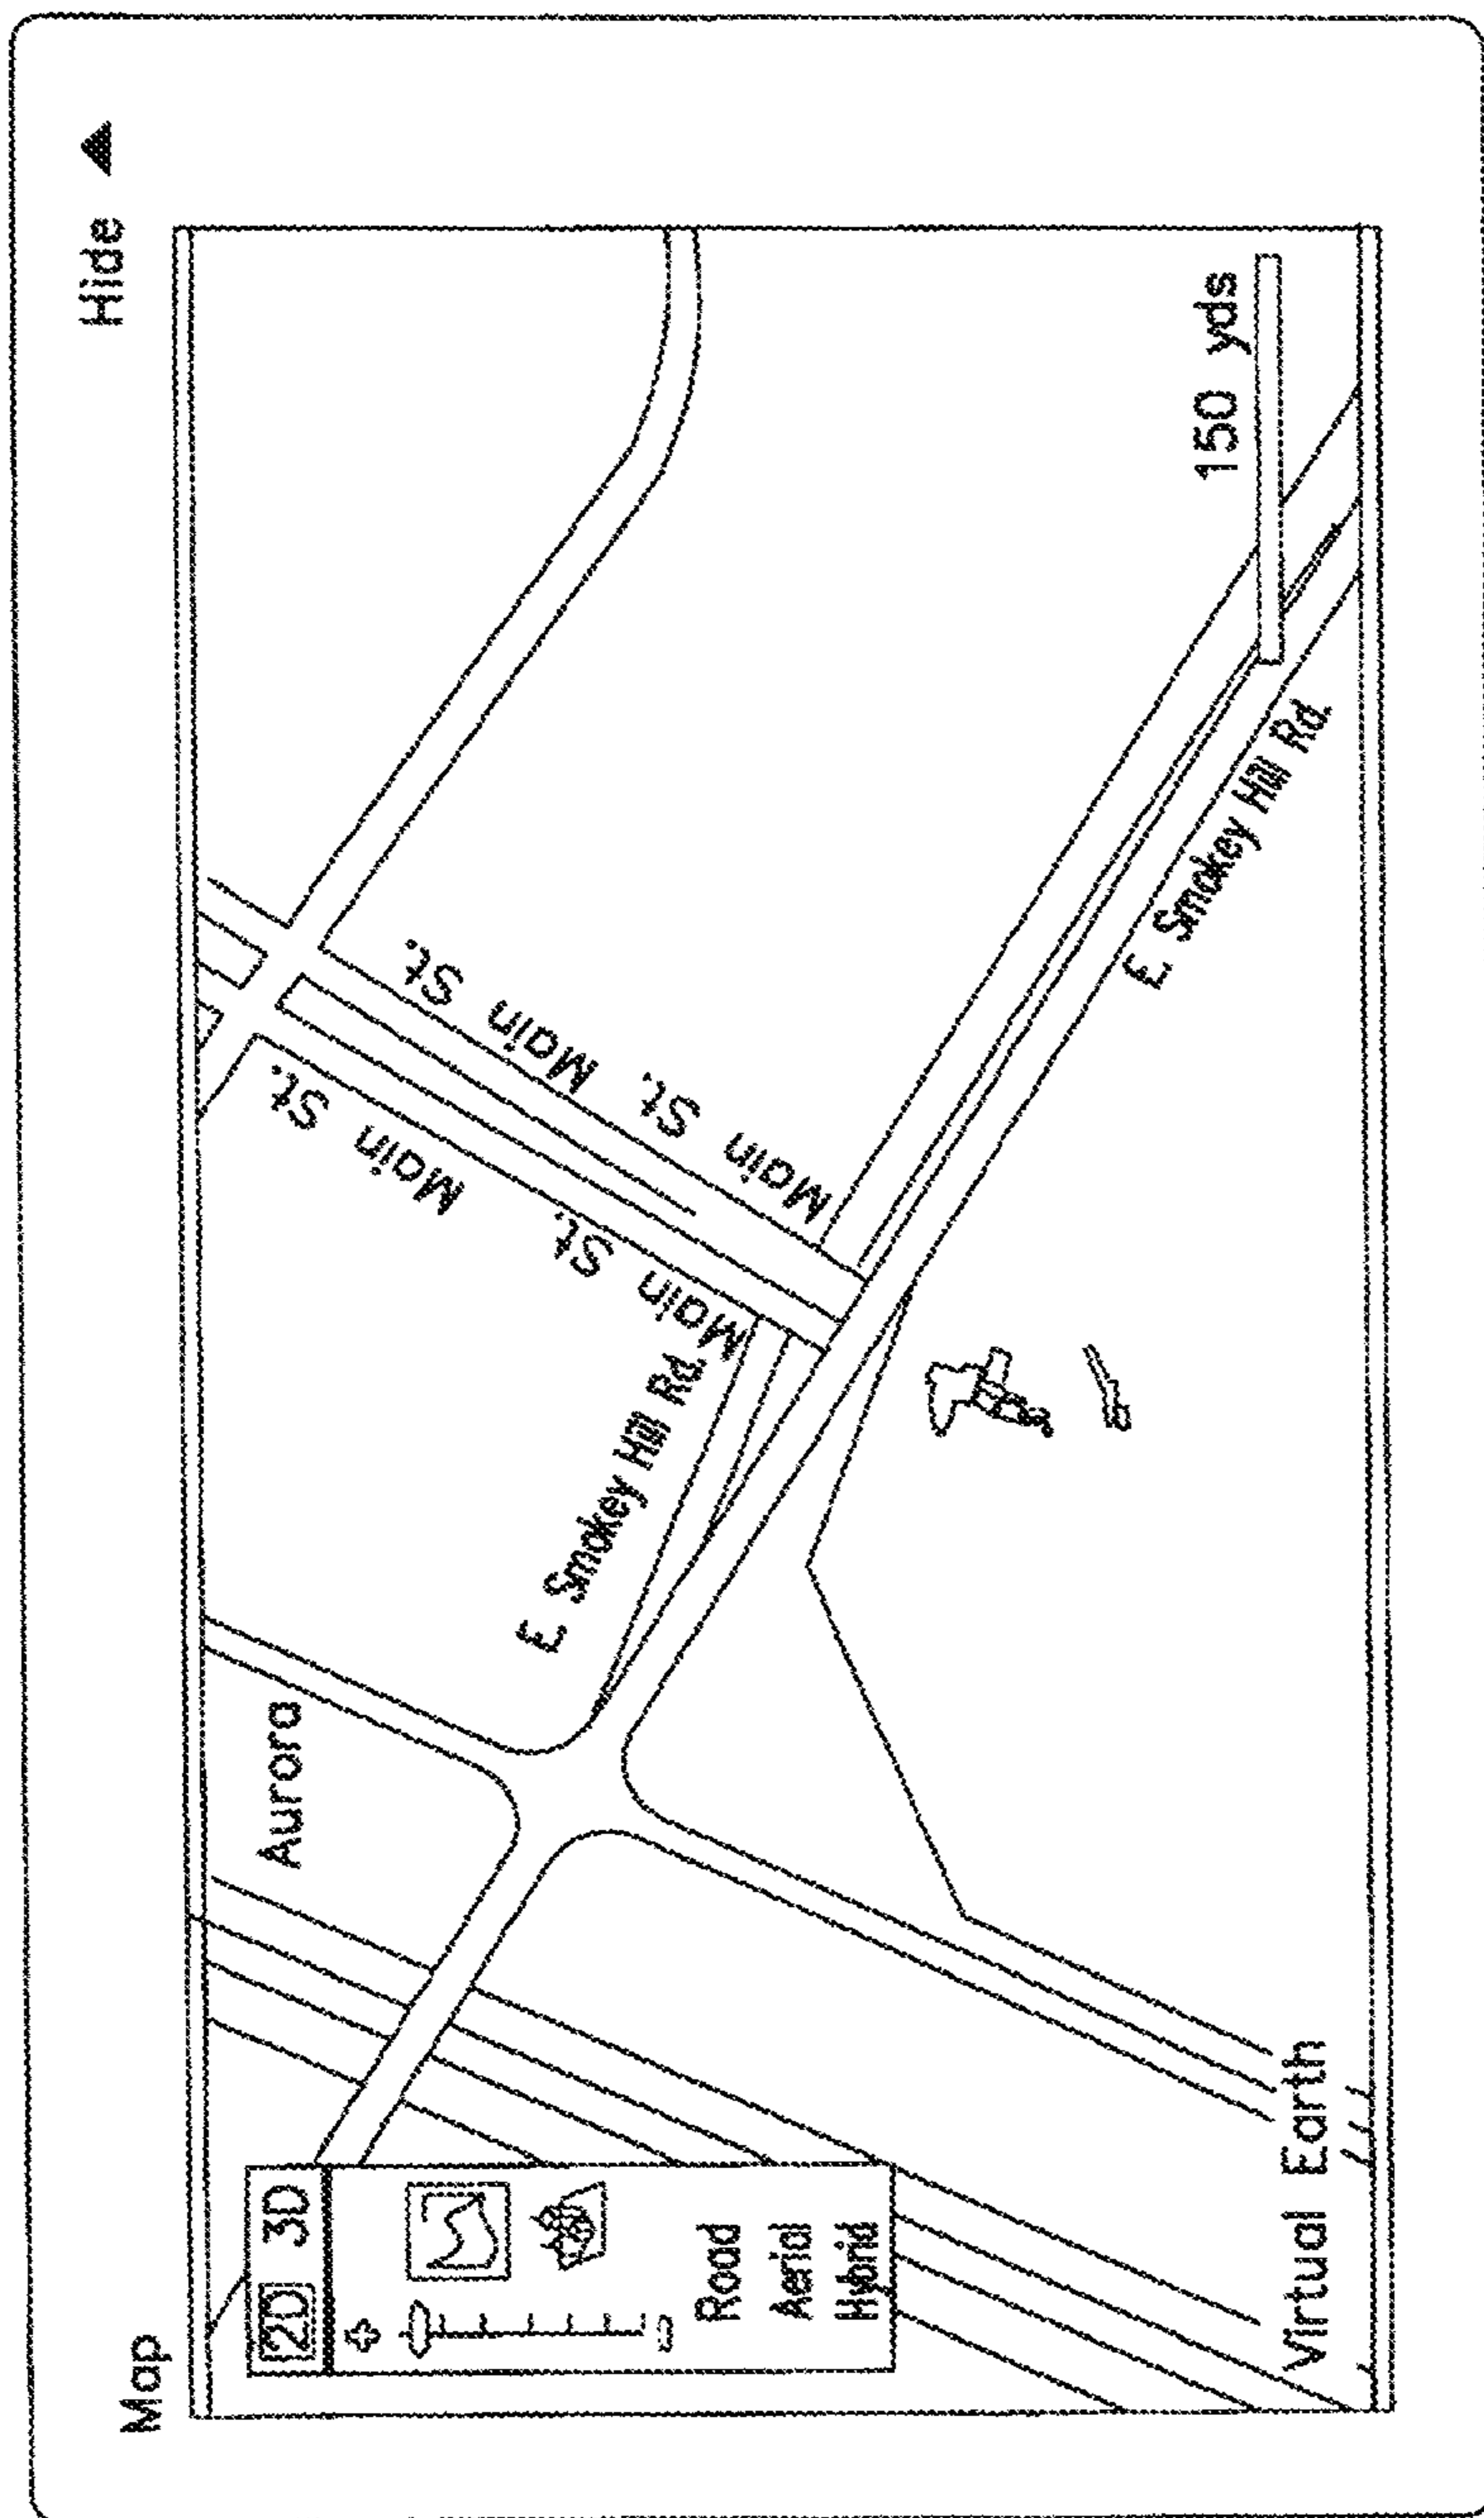 Map
Hide
2D 3D
Road
Aerial
Hybrid
Aurora
E. Smokey Hill Rd.
Main St. Main St.
Main St. Main St.
E. Smokey Hill Rd.
150 yds
Virtual Earth